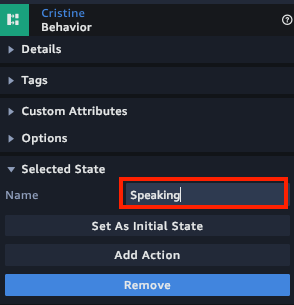 Cristine
Behavior
Details
Tags
Custom Attributes
Options
Selected State
Name Speaking
Set As Initial State
Add Action
Remove